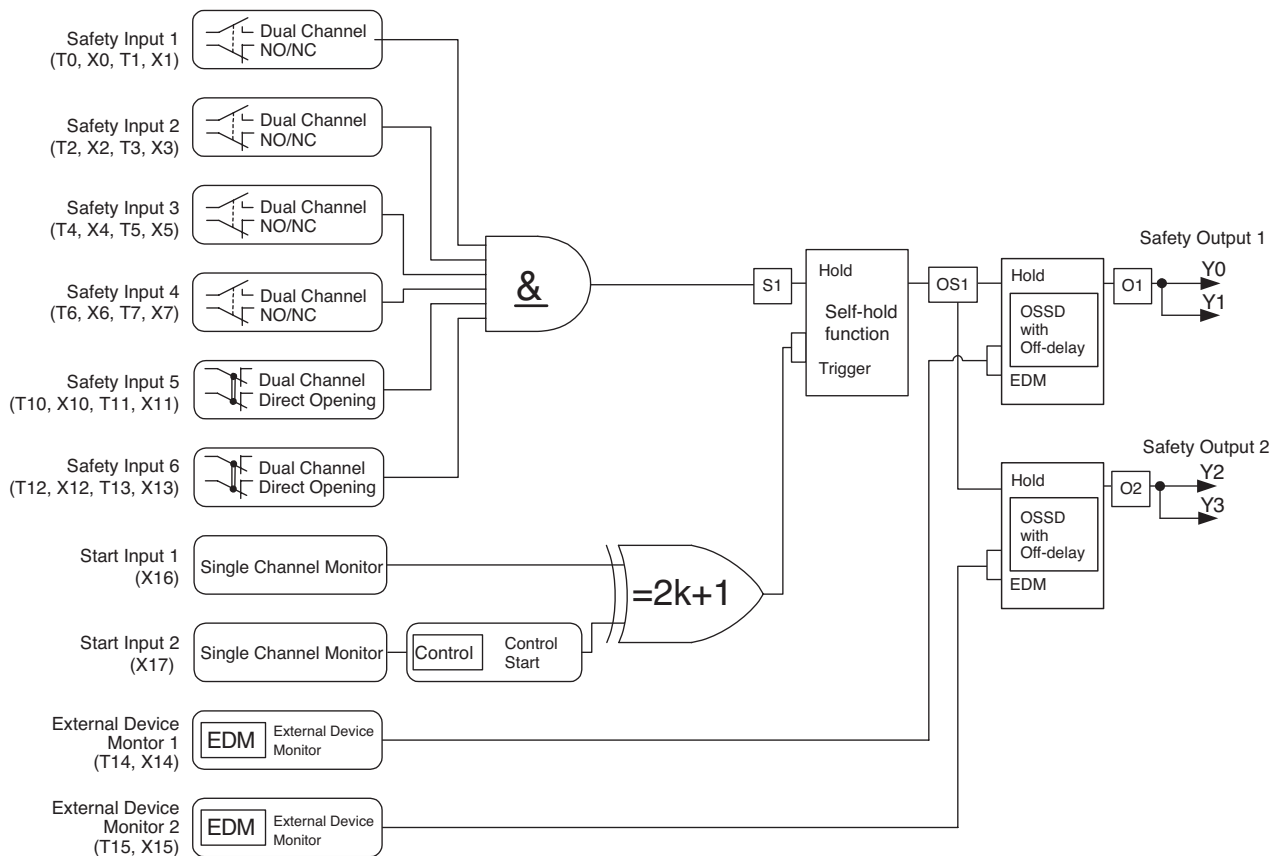 Safety Input 1
(T0, X0, T1, X1)
Dual Channel
NO/NC
Safety Input 2
(T2, X2, T3, X3)
Dual Channel
NO/NC
Safety Input 3
(T4, X4, T5, X5)
Dual Channel
NO/NC
Safety Input 4
(T6, X6, T7, X7)
Dual Channel
NO/NC
Safety Input 5
(T10, X10, T11, X11)
Dual Channel
Direct Opening
Safety Input 6
(T12, X12, T13, X13)
Dual Channel
Direct Opening
&
S1
Hold
Self-hold
function
Trigger
OS1
Hold
OSSD
with
Off-delay
EDM
O1
Safety Output 1
Y0
Y1
Hold
OSSD
with
Off-delay
EDM
O2
Safety Output 2
Y2
Y3
Start Input 1
(X16)
Single Channel Monitor
=2k+1
Start Input 2
(X17)
Single Channel Monitor
Control
Control
Start
External Device
Montor 1
(T14, X14)
EDM
External Device
Monitor
External Device
Monitor 2
(T15, X15)
EDM
External Device
Monitor